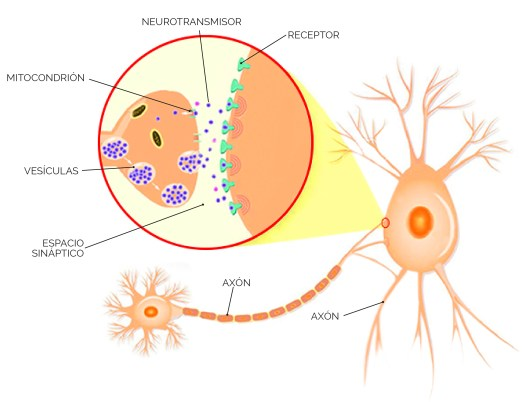 NEUROTRANSMISOR
RECEPTOR
MITOCONDRIÓN
VESÍCULAS
ESPACIO
SINÁPTICO
AXÓN
AXÓN